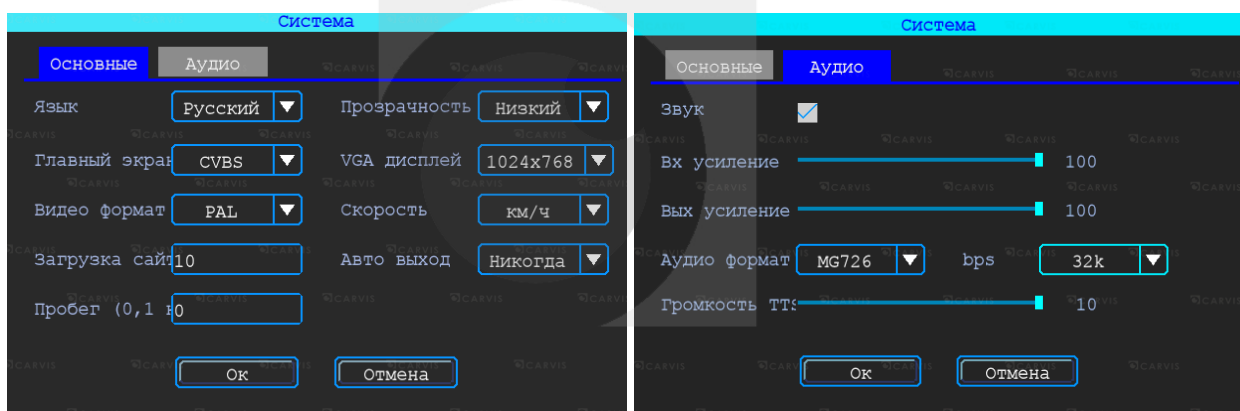 Система
Основные Аудио
Язык Русский Прозрачность Низкий
Главный экран CVBS VGA дисплей 1024x768
Видео формат PAL Скорость км/ч
Загрузка сайт 10 Авто выход Никогда
Пробег (0,1 к 0
Ок Отмена
Система
Основные Аудио
Звук
Вх усиление 100
Вых усиление 100
Аудио формат MG726 bps 32k
Громкость TTS 10
Ок Отмена
CARVIS